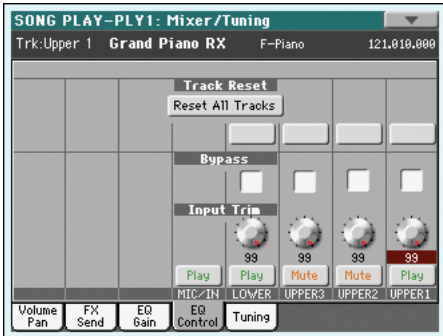 SONG PLAY-PLY1: Mixer/Tuning
Trk:Upper 1 Grand Piano RX F-Piano 121.010.000
Track Reset
Reset All Tracks
Bypass
Input Trim
99 99 99 99
Play Play Mute Mute Play
MIC/IN LOWER UPPER3 UPPER2 UPPER1
Volume Pan FX Send EQ Gain EQ Control Tuning